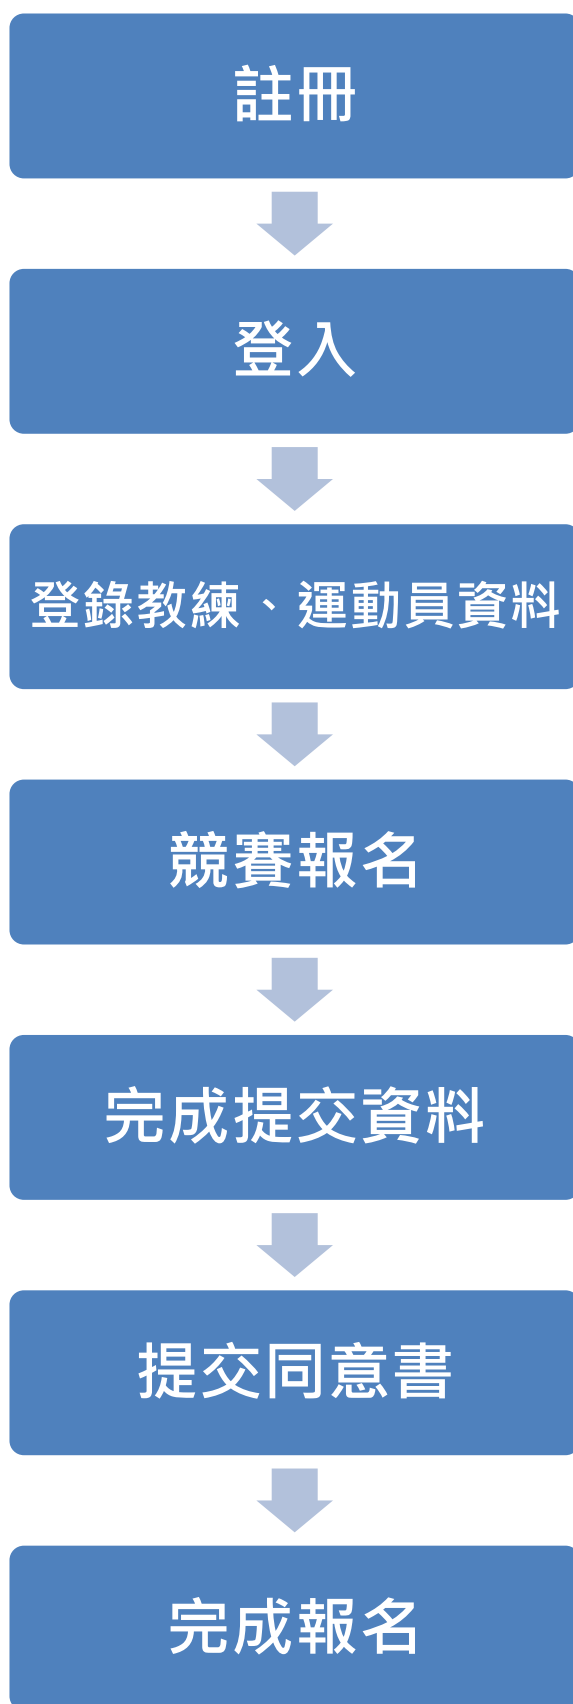 註冊
登入
登錄教練、運動員資料
競賽報名
完成提交資料
提交同意書
完成報名